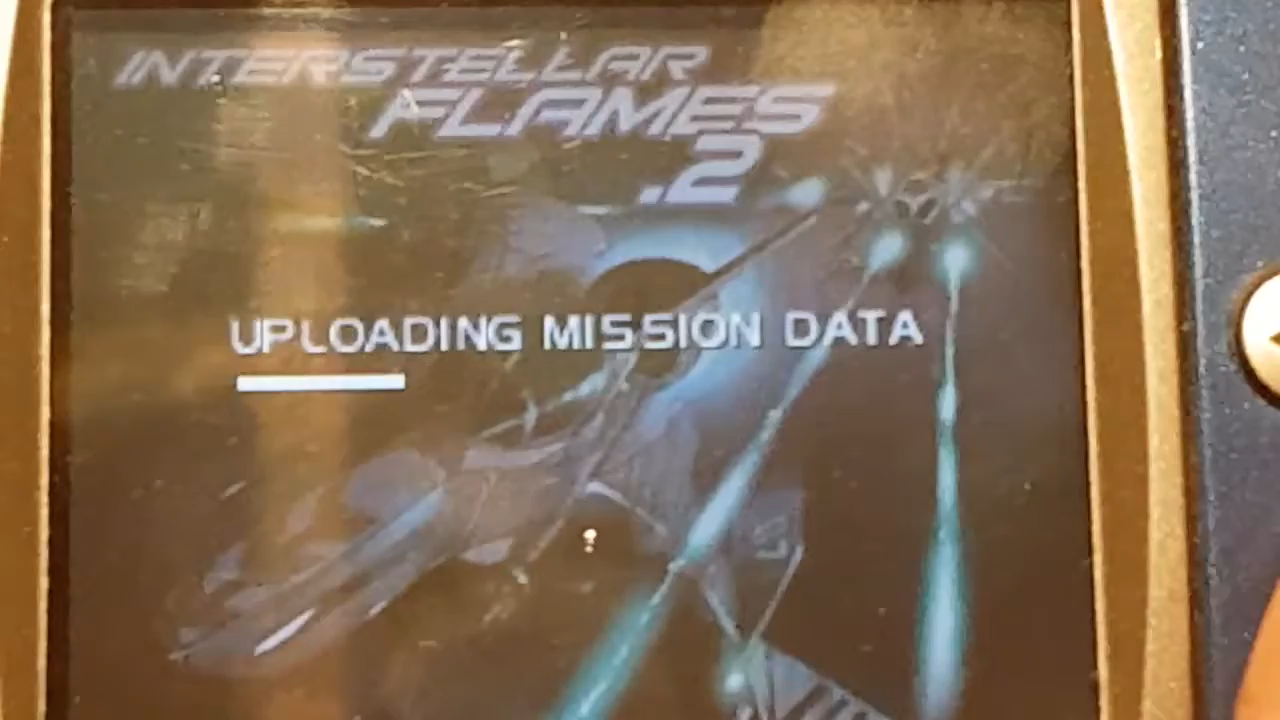 INTERSTELLAR
FLAMES
.2
UPLOADING MISSION DATA